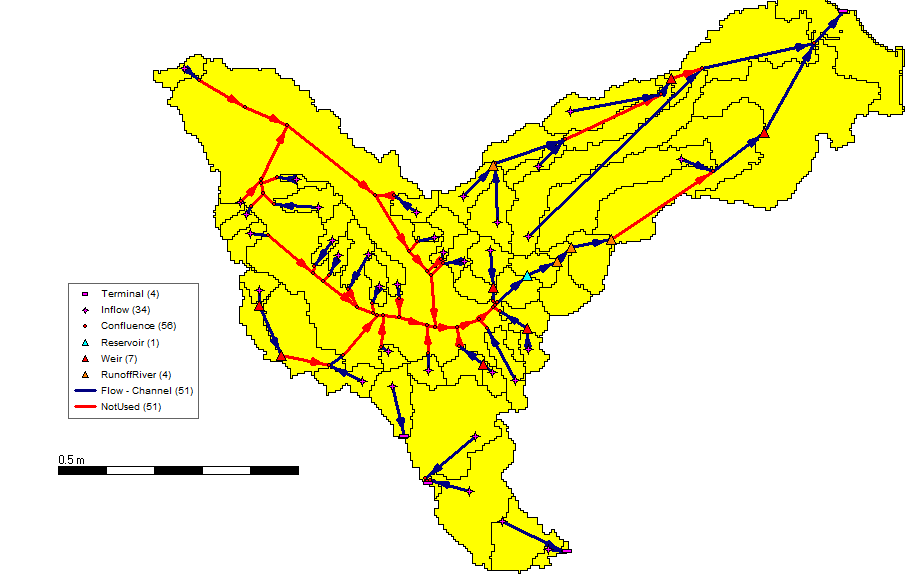 Terminal (4)
Inflow (34)
Confluence (56)
Reservoir (1)
Weir (7)
RunoffRiver (4)
Flow - Channel (51)
NotUsed (51)
0.5 m